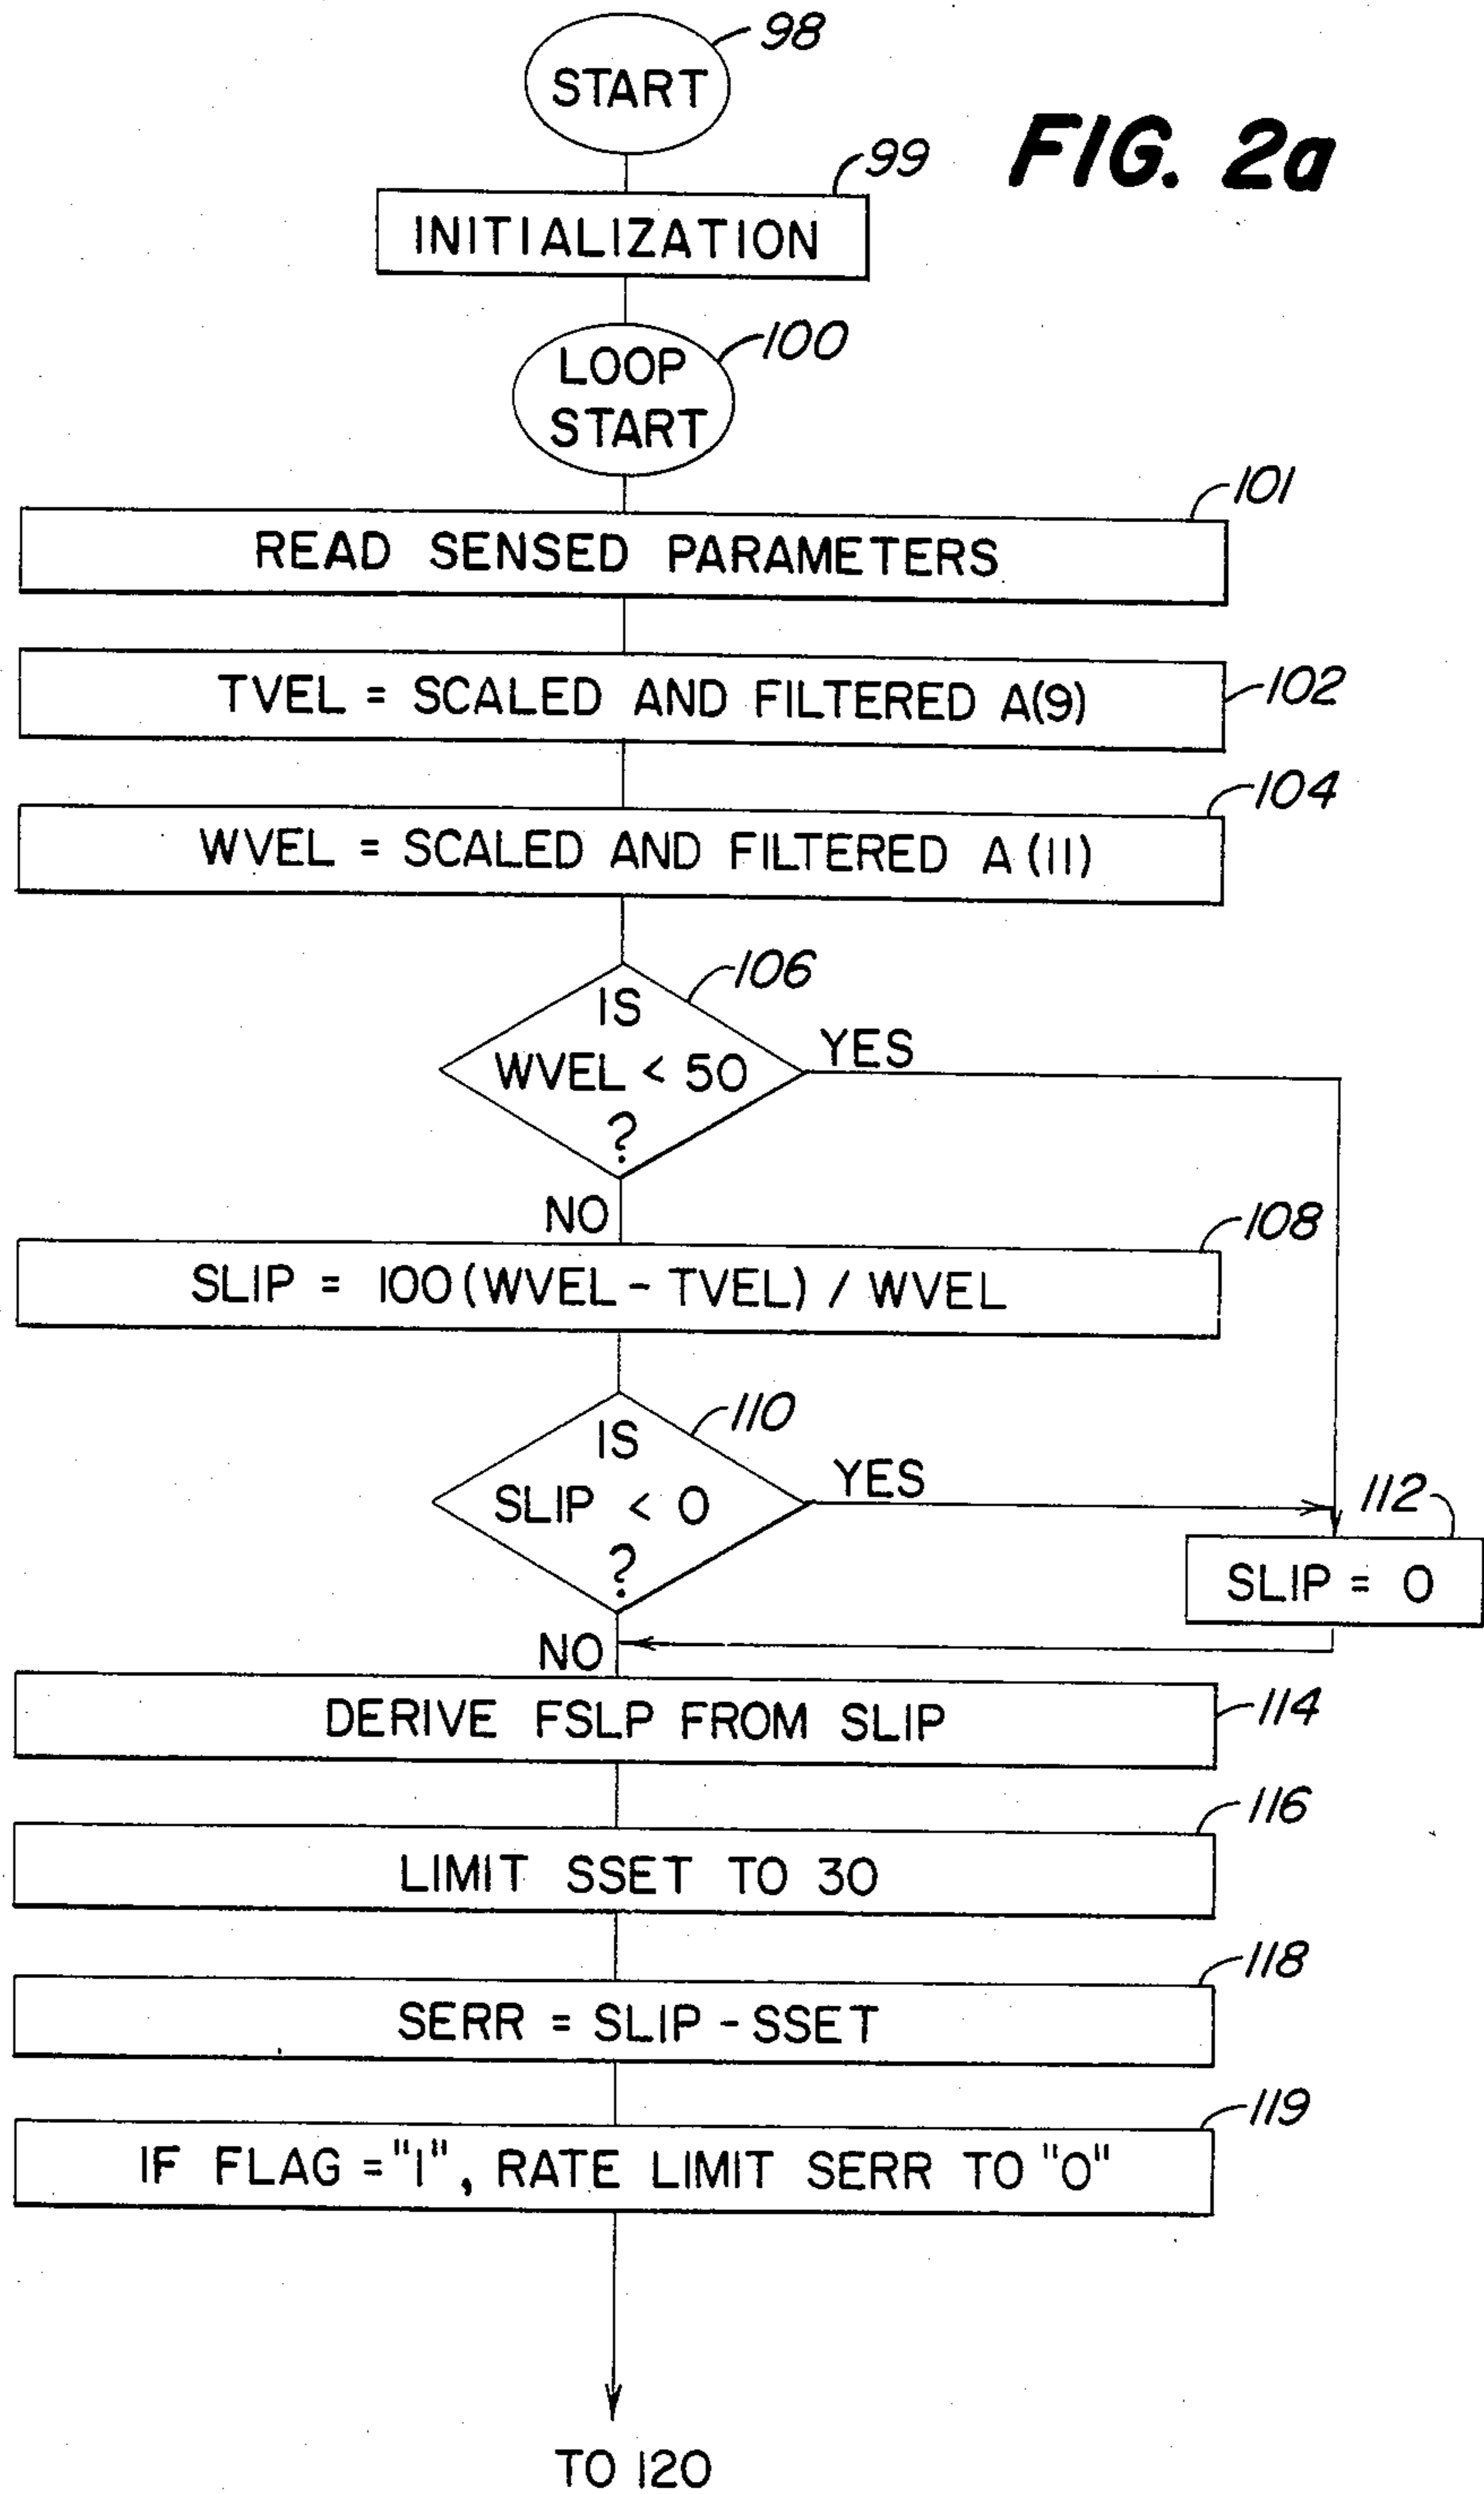 98
START
FIG. 2a
99
INITIALIZATION
100
LOOP
START
101
READ SENSED PARAMETERS
TVEL = SCALED AND FILTERED A(9)
102
104
WVEL = SCALED AND FILTERED A(11)
106
IS
WVEL < 50
?
YES
NO
108
SLIP = 100(WVEL - TVEL) / WVEL
110
IS
SLIP < 0
?
YES
112
SLIP = 0
NO
DERIVE FSLP FROM SLIP
114
116
LIMIT SSET TO 30
118
SERR = SLIP - SSET
119
IF FLAG = "1", RATE LIMIT SERR TO "0"
TO 120